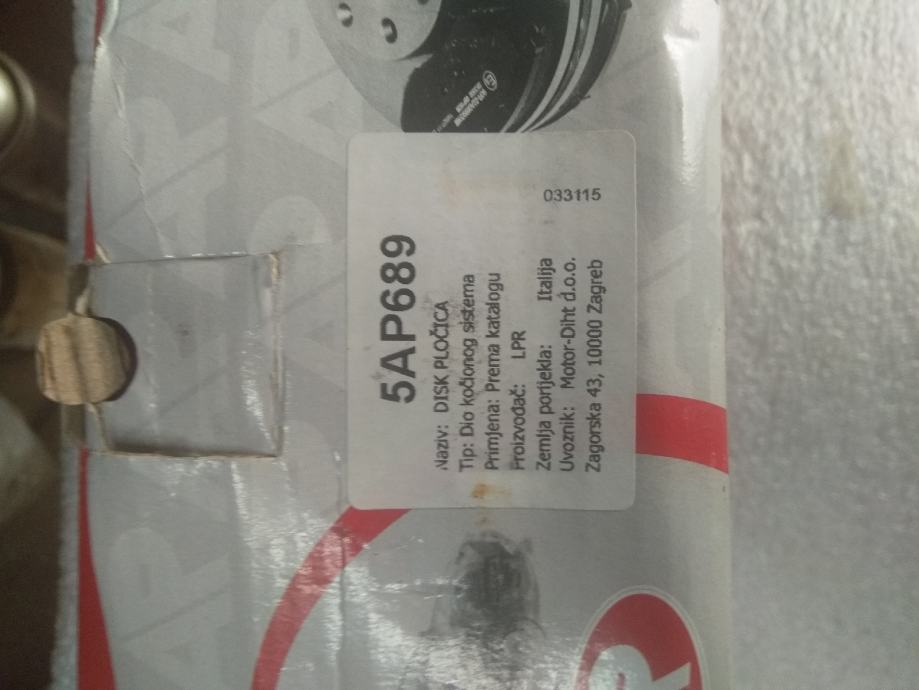 033115
5AP689
Naziv: DISK PLOČICA
Tip: Dio kočionog sistema
Primjena: Prema katalogu
Proizvođač: LPR
Zemlja porijekla: Italija
Uvoznik: Motor-Diht d.o.o.
Zagorska 43, 10000 Zagreb